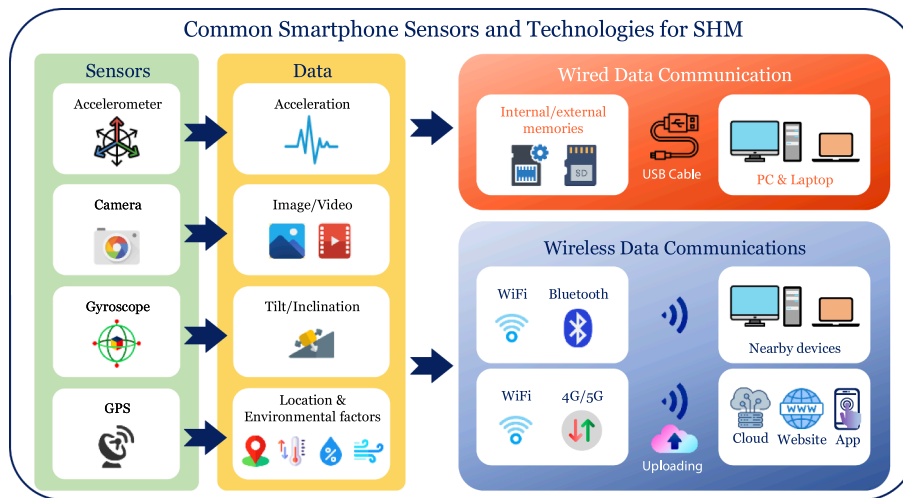 Common Smartphone Sensors and Technologies for SHM
Sensors
Accelerometer
Camera
Gyroscope
GPS
Data
Acceleration
Image/Video
Tilt/Inclination
Location &
Environmental factors
%
Wired Data Communication
Internal/external
memories
SD
USB Cable
PC & Laptop
Wireless Data Communications
WiFi
Bluetooth
Nearby devices
WiFi
4G/5G
Uploading
WWW
Cloud
Website
App